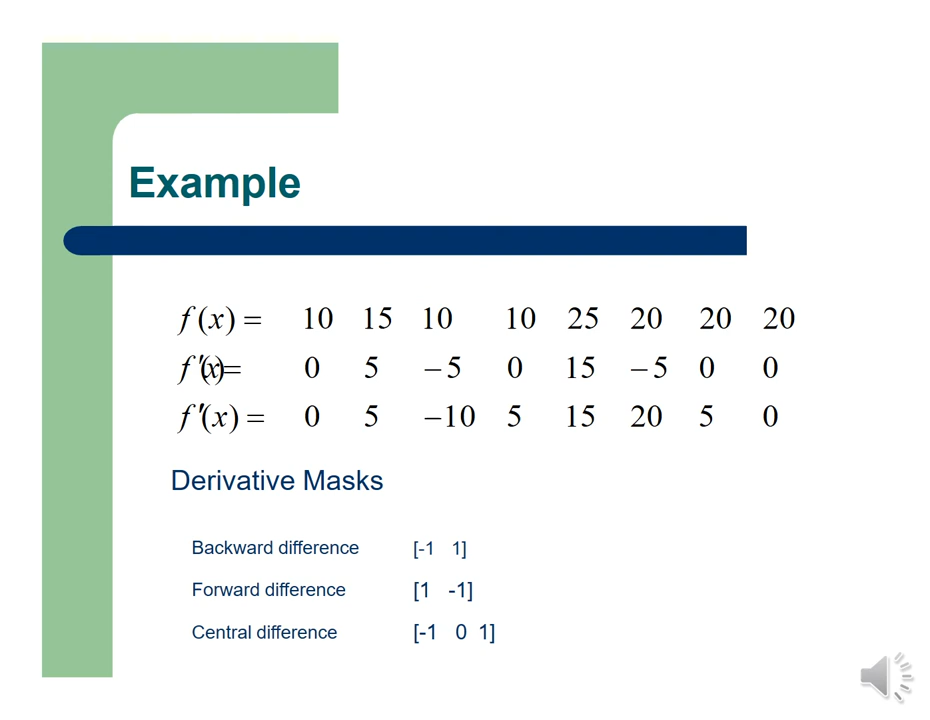 Example
f(x) = 10 15 10 10 25 20 20 20
f′(x)= 0 5 −5 0 15 −5 0 0
f′(x) = 0 5 −10 5 15 20 5 0
Derivative Masks
Backward difference [-1 1]
Forward difference [1 -1]
Central difference [-1 0 1]